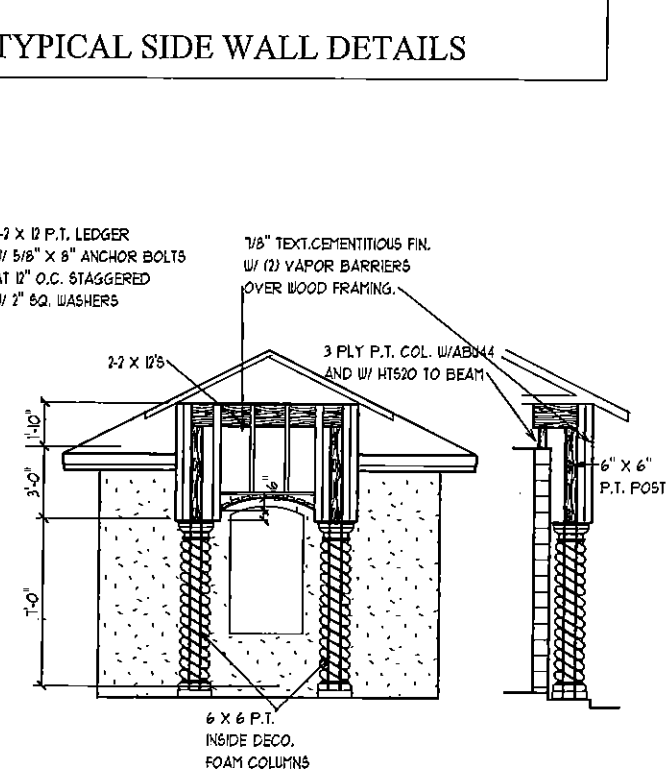 TYPICAL SIDE WALL DETAILS
-2 X 12 P.T. LEDGER
W/ 5/8" X 8" ANCHOR BOLTS
AT 12" O.C. STAGGERED
W/ 2" SQ. WASHERS
7/8" TEXT.CEMENTITIOUS FIN.
W/ (2) VAPOR BARRIERS
OVER WOOD FRAMING.
2-2 X 12'S
3 PLY P.T. COL. W/ABU44
AND W/ HTS20 TO BEAM
1'-10"
3'-0"
6"
6" X 6"
P.T. POST
7'-0"
6 X 6 P.T.
INSIDE DECO.
FOAM COLUMNS